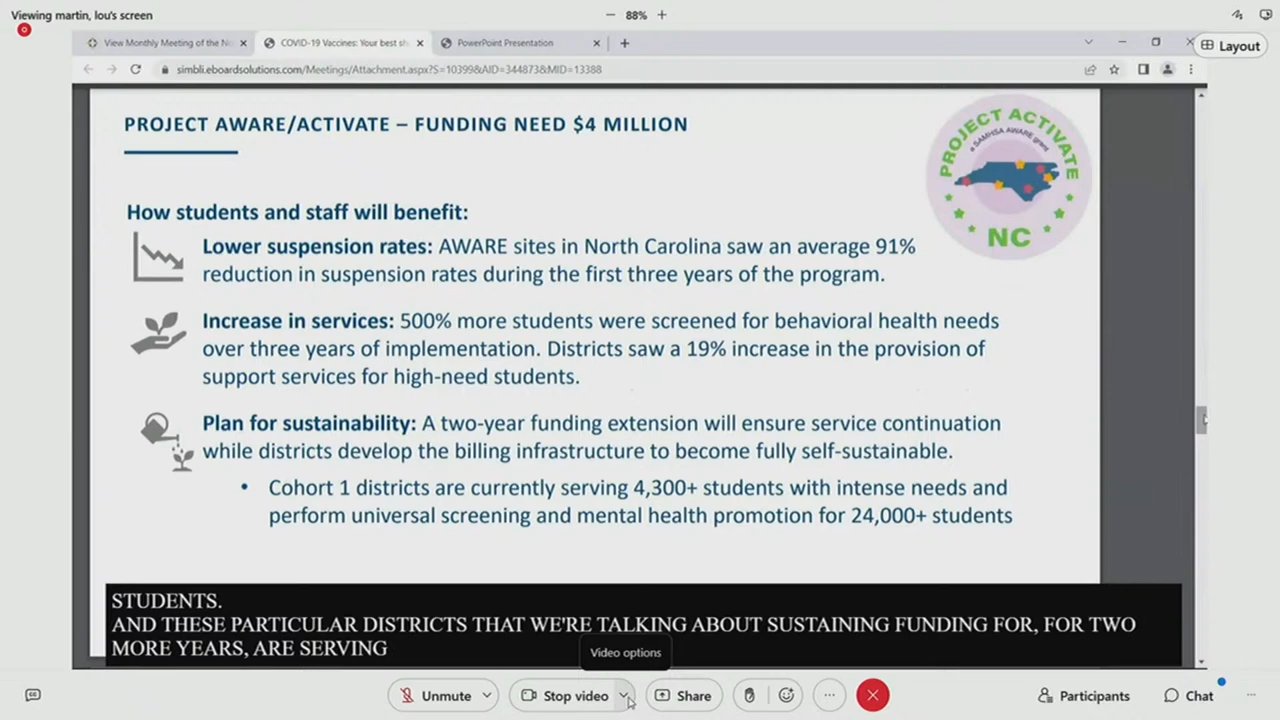 Viewing martin, lou's screen
88%
View Monthly Meeting of the No
COVID-19 Vaccines: Your best sh
PowerPoint Presentation
Layout
simbli.eboardsolutions.com/Meetings/Attachment.aspx?S=10399&AID=344873&MID=13388
PROJECT AWARE/ACTIVATE – FUNDING NEED $4 MILLION
PROJECT ACTIVATE
a SAMHSA AWARE grant
NC
How students and staff will benefit:
Lower suspension rates: AWARE sites in North Carolina saw an average 91%
reduction in suspension rates during the first three years of the program.
Increase in services: 500% more students were screened for behavioral health needs
over three years of implementation. Districts saw a 19% increase in the provision of
support services for high-need students.
Plan for sustainability: A two-year funding extension will ensure service continuation
while districts develop the billing infrastructure to become fully self-sustainable.
• Cohort 1 districts are currently serving 4,300+ students with intense needs and
perform universal screening and mental health promotion for 24,000+ students
STUDENTS.
AND THESE PARTICULAR DISTRICTS THAT WE'RE TALKING ABOUT SUSTAINING FUNDING FOR, FOR TWO
MORE YEARS, ARE SERVING
Video options
Unmute
Stop video
Share
Participants
Chat